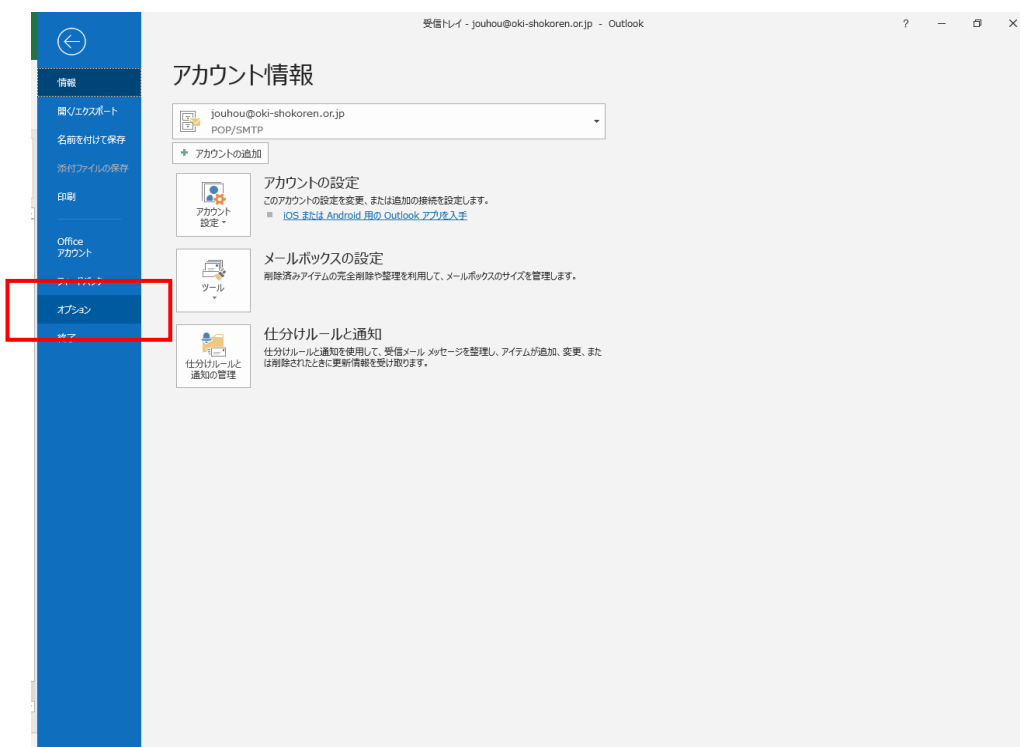 受信トレイ - jouhou@oki-shokoren.or.jp - Outlook
?
情報
開く/エクスポート
名前を付けて保存
添付ファイルの保存
印刷
Office
アカウント
フィードバック
オプション
終了
アカウント情報
jouhou@oki-shokoren.or.jp
POP/SMTP
アカウントの追加
アカウント
設定
アカウントの設定
このアカウントの設定を変更、または追加の接続を設定します。
iOS または Android 用の Outlook アプリを入手
ツール
メールボックスの設定
削除済みアイテムの完全削除や整理を利用して、メールボックスのサイズを管理します。
仕分けルールと
通知の管理
仕分けルールと通知
仕分けルールと通知を使用して、受信メール メッセージを整理し、アイテムが追加、変更、また
は削除されたときに更新情報を受け取ります。